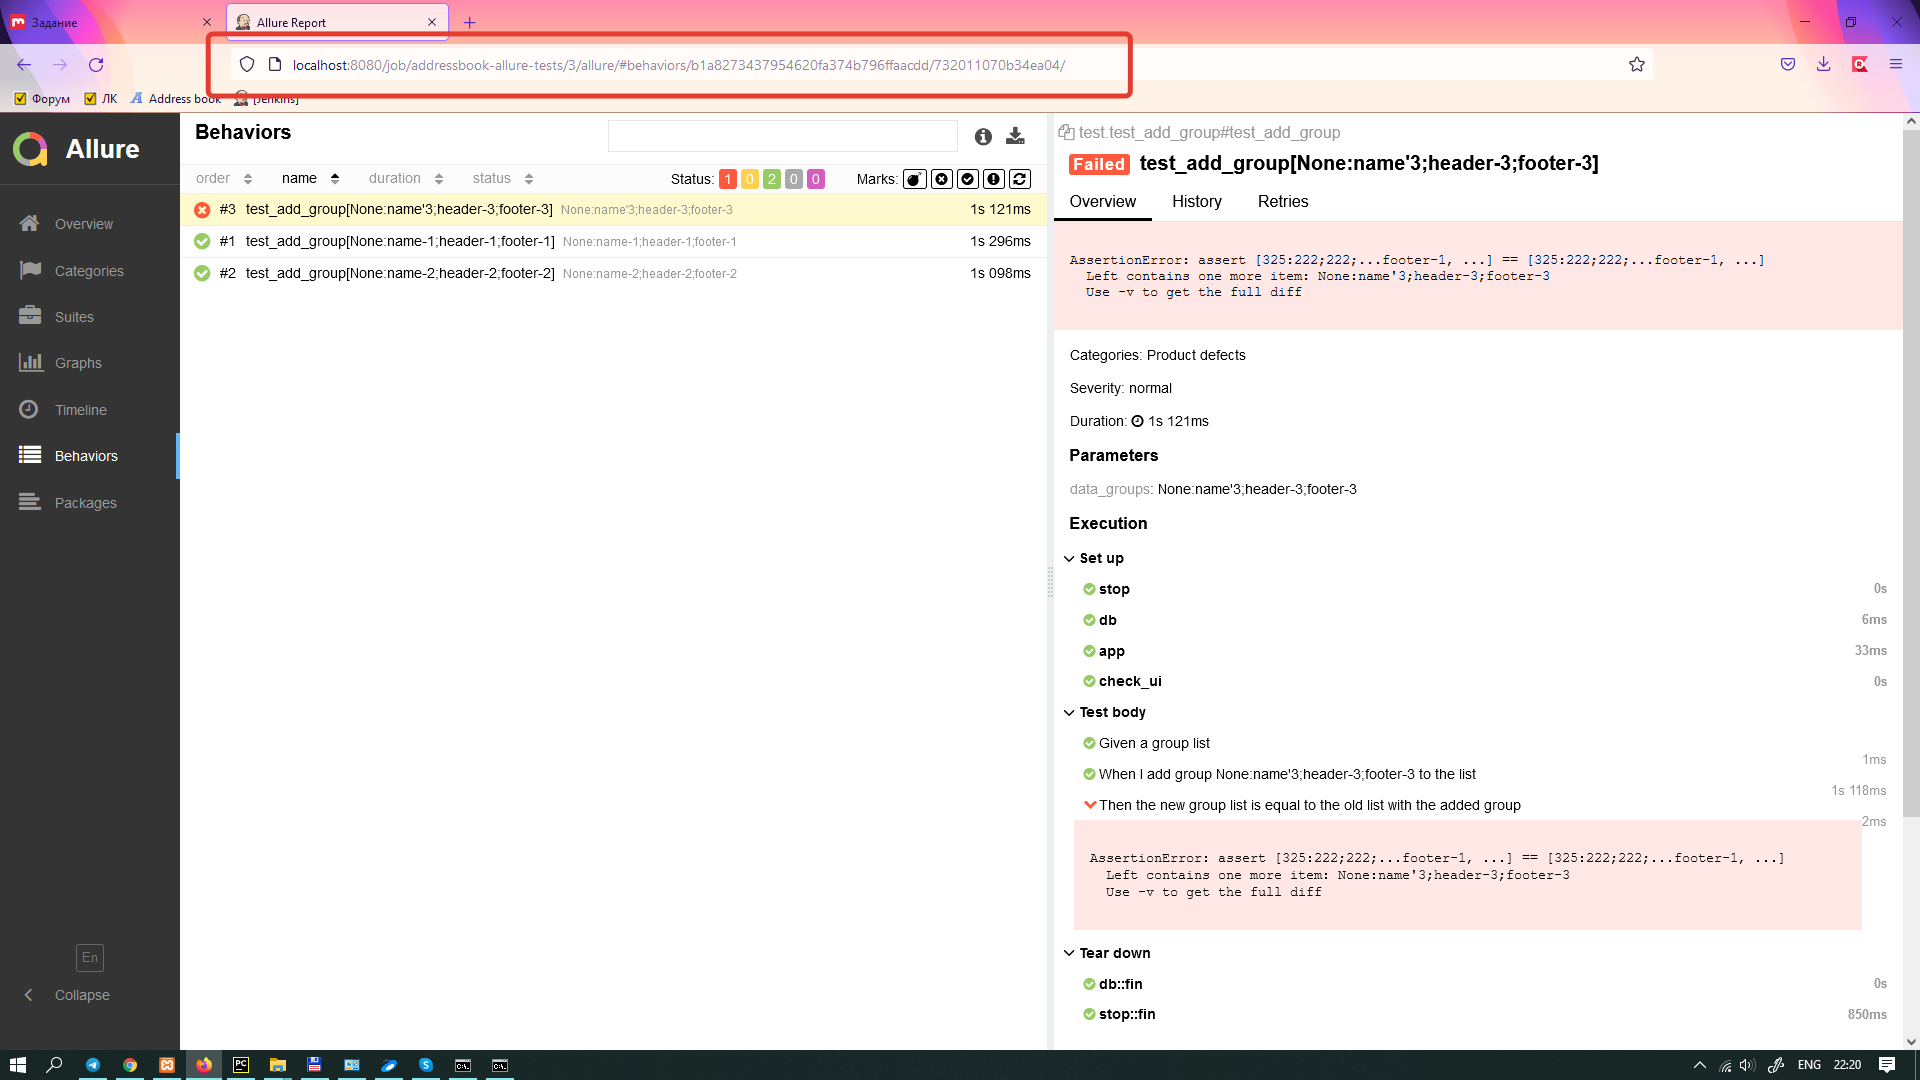 Задание
Allure Report
localhost:8080/job/addressbook-allure-tests/3/allure/#behaviors/b1a8273437954620fa374b796ffaacdd/732011070b34ea04/
Форум
ЛК
Address book
[Jenkins]
Allure
Overview
Categories
Suites
Graphs
Timeline
Behaviors
Packages
En
Collapse
Behaviors
order name duration status Status: 1 0 2 0 0 Marks:
#3 test_add_group[None:name'3;header-3;footer-3] None:name'3;header-3;footer-3 1s 121ms
#1 test_add_group[None:name-1;header-1;footer-1] None:name-1;header-1;footer-1 1s 296ms
#2 test_add_group[None:name-2;header-2;footer-2] None:name-2;header-2;footer-2 1s 098ms
test.test_add_group#test_add_group
Failed test_add_group[None:name'3;header-3;footer-3]
Overview History Retries
AssertionError: assert [325:222;222;...footer-1, ...] == [325:222;222;...footer-1, ...]
Left contains one more item: None:name'3;header-3;footer-3
Use -v to get the full diff
Categories: Product defects
Severity: normal
Duration: 1s 121ms
Parameters
data_groups: None:name'3;header-3;footer-3
Execution
Set up
stop 0s
db 6ms
app 33ms
check_ui 0s
Test body
Given a group list
1ms
When I add group None:name'3;header-3;footer-3 to the list
1s 118ms
Then the new group list is equal to the old list with the added group
2ms
AssertionError: assert [325:222;222;...footer-1, ...] == [325:222;222;...footer-1, ...]
Left contains one more item: None:name'3;header-3;footer-3
Use -v to get the full diff
Tear down
db::fin 0s
stop::fin 850ms
ENG 22:20